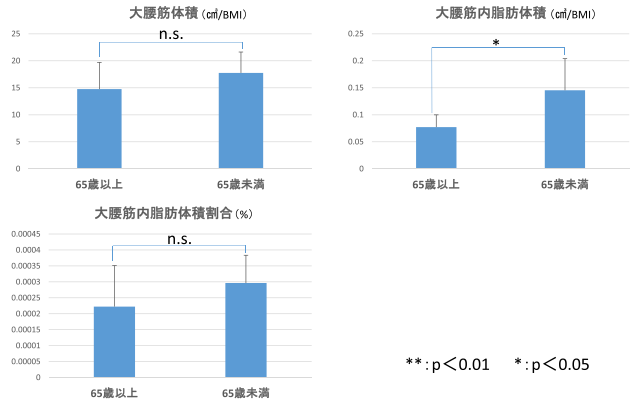 大腰筋体積（㎠/BMI）
n.s.
25
20
15
10
5
0
65歳以上 65歳未満
大腰筋内脂肪体積（㎠/BMI）
*
0.25
0.2
0.15
0.1
0.05
0
65歳以上 65歳未満
大腰筋内脂肪体積割合（%）
n.s.
0.00045
0.0004
0.00035
0.0003
0.00025
0.0002
0.00015
0.0001
0.00005
0
65歳以上 65歳未満
**：p＜0.01 *：p＜0.05